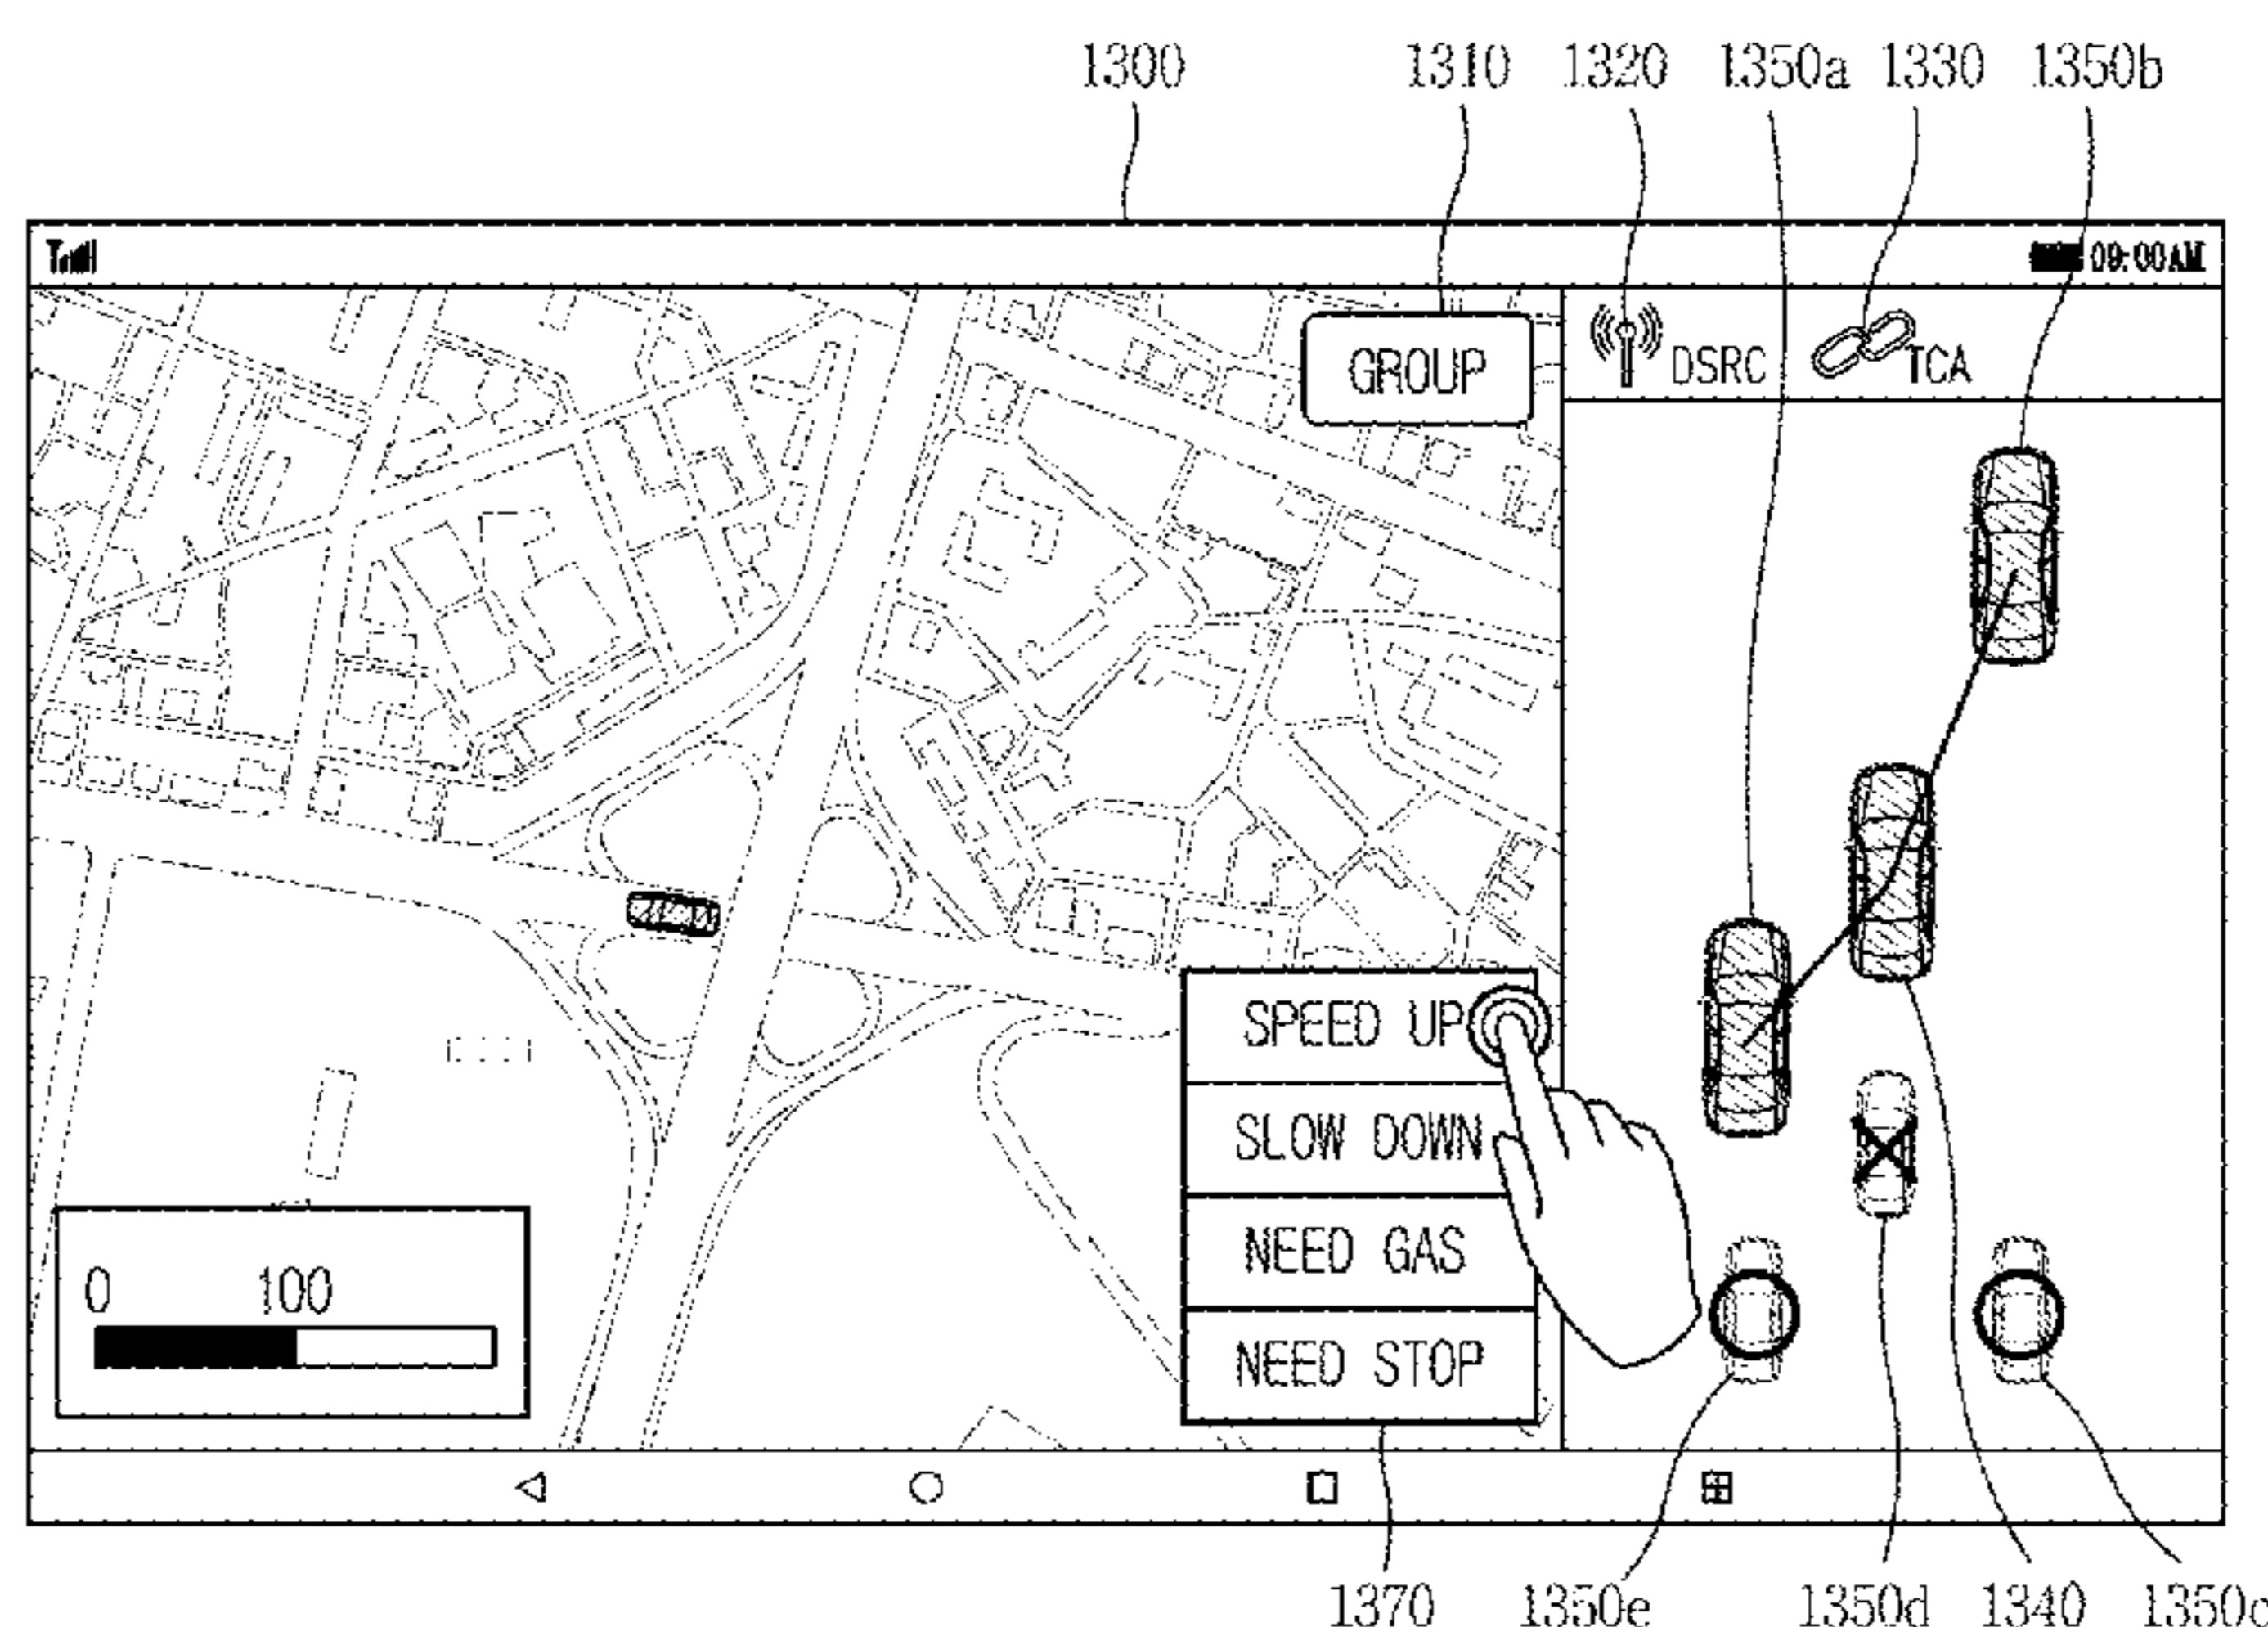 1300 1310 1320 1350a 1330 1350b
09:00AM
GROUP
DSRC
TCA
SPEED UP
SLOW DOWN
NEED GAS
NEED STOP
0 100
1370 1350e 1350d 1340 1350c